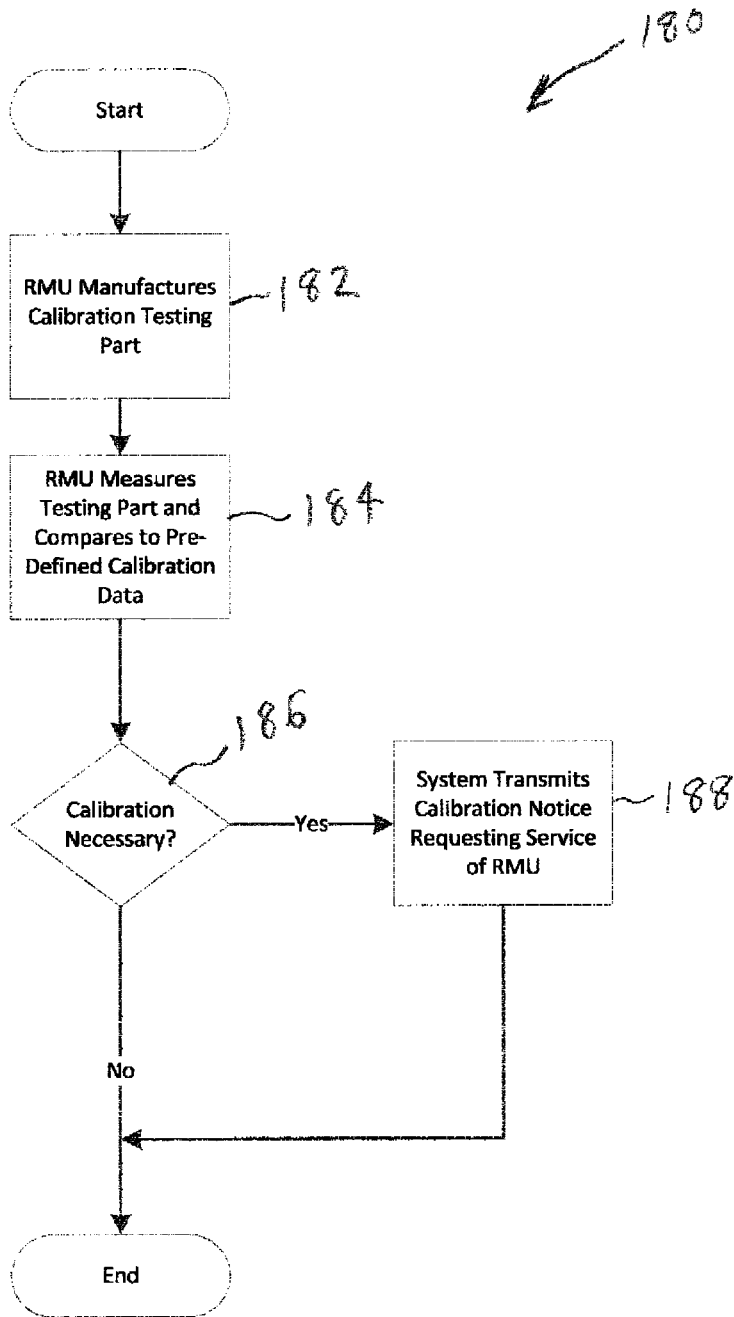 180
Start
RMU Manufactures
Calibration Testing
Part
182
RMU Measures
Testing Part and
Compares to Pre-
Defined Calibration
Data
184
186
Calibration
Necessary?
Yes
System Transmits
Calibration Notice
Requesting Service
of RMU
188
No
End